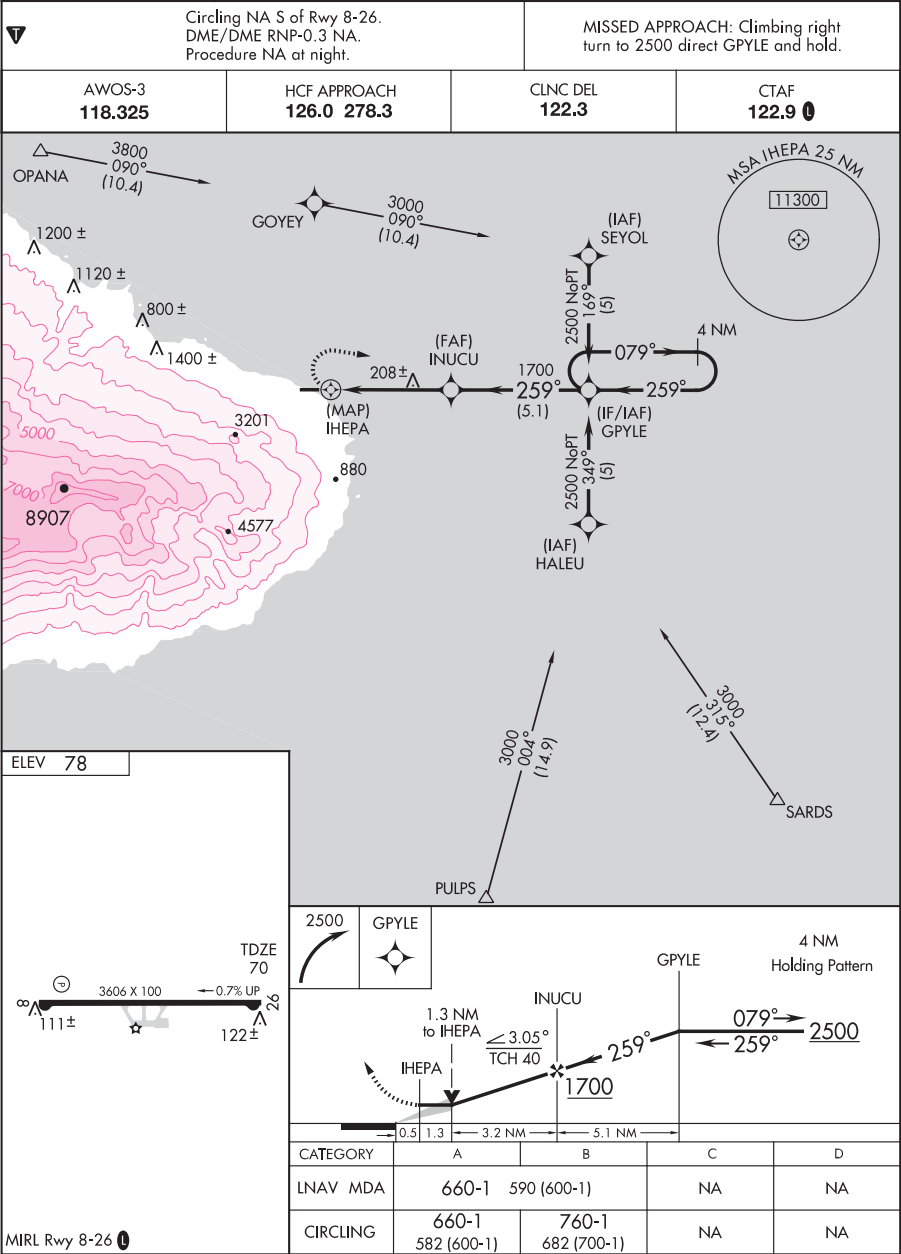 T
Circling NA S of Rwy 8-26.
DME/DME RNP-0.3 NA.
Procedure NA at night.
MISSED APPROACH: Climbing right
turn to 2500 direct GPYLE and hold.
AWOS-3
118.325
HCF APPROACH
126.0 278.3
CLNC DEL
122.3
CTAF
122.9 L
OPANA
3800
090°
(10.4)
GOYEY
3000
090°
(10.4)
MSA IHEPA 25 NM
11300
(IAF)
SEYOL
2500 NoPT
169°
(5)
1200 ±
1120 ±
800 ±
1400 ±
(FAF)
INUCU
208±
(MAP)
IHEPA
1700
259°
(5.1)
079°
4 NM
259°
(IF/IAF)
GPYLE
2500 NoPT
349°
(5)
(IAF)
HALEU
3201
5000
880
7000
8907
4577
3000
004°
(14.9)
PULPS
3000
315°
(12.4)
SARDS
ELEV 78
TDZE
70
P
3606 X 100
0.7% UP
8
26
111±
122±
MIRL Rwy 8-26 L
2500
GPYLE
GPYLE
4 NM
Holding Pattern
INUCU
1.3 NM
to IHEPA
3.05°
TCH 40
IHEPA
259°
079°
259°
2500
1700
0.5
1.3
3.2 NM
5.1 NM
CATEGORY
A
B
C
D
LNAV MDA
660-1 590 (600-1)
NA
NA
CIRCLING
660-1
582 (600-1)
760-1
682 (700-1)
NA
NA